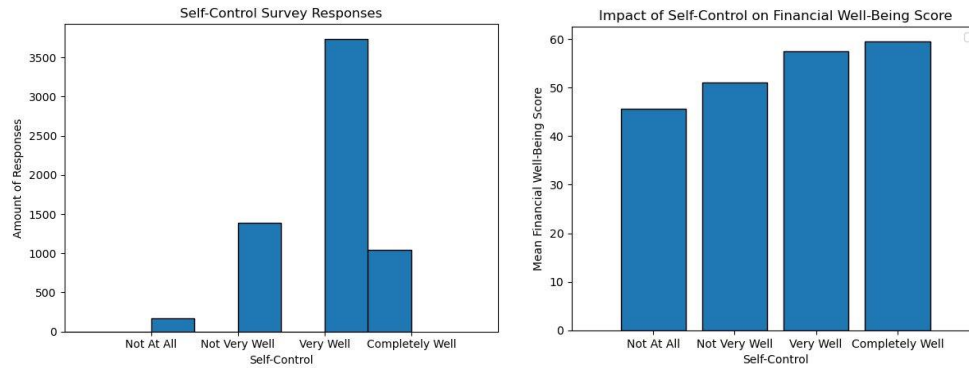 Self-Control Survey Responses
Amount of Responses
3500
3000
2500
2000
1500
1000
500
0
Not At All
Not Very Well
Very Well
Completely Well
Self-Control
Impact of Self-Control on Financial Well-Being Score
Mean Financial Well-Being Score
60
50
40
30
20
10
0
Not At All
Not Very Well
Very Well
Completely Well
Self-Control